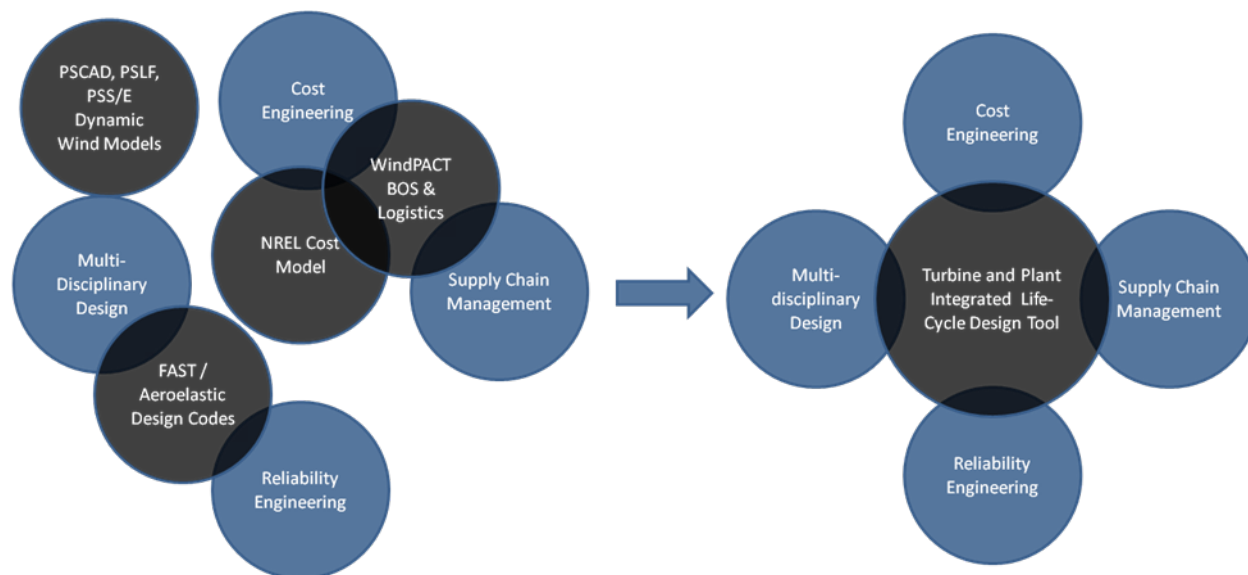 PSCAD, PSLF,
PSS/E
Dynamic
Wind Models
Cost
Engineering
WindPACT
BOS &
Logistics
NREL Cost
Model
Multi-
Disciplinary
Design
Supply Chain
Management
FAST /
Aeroelastic
Design Codes
Reliability
Engineering
Cost
Engineering
Multi-
disciplinary
Design
Turbine and Plant
Integrated Life-
Cycle Design Tool
Supply Chain
Management
Reliability
Engineering